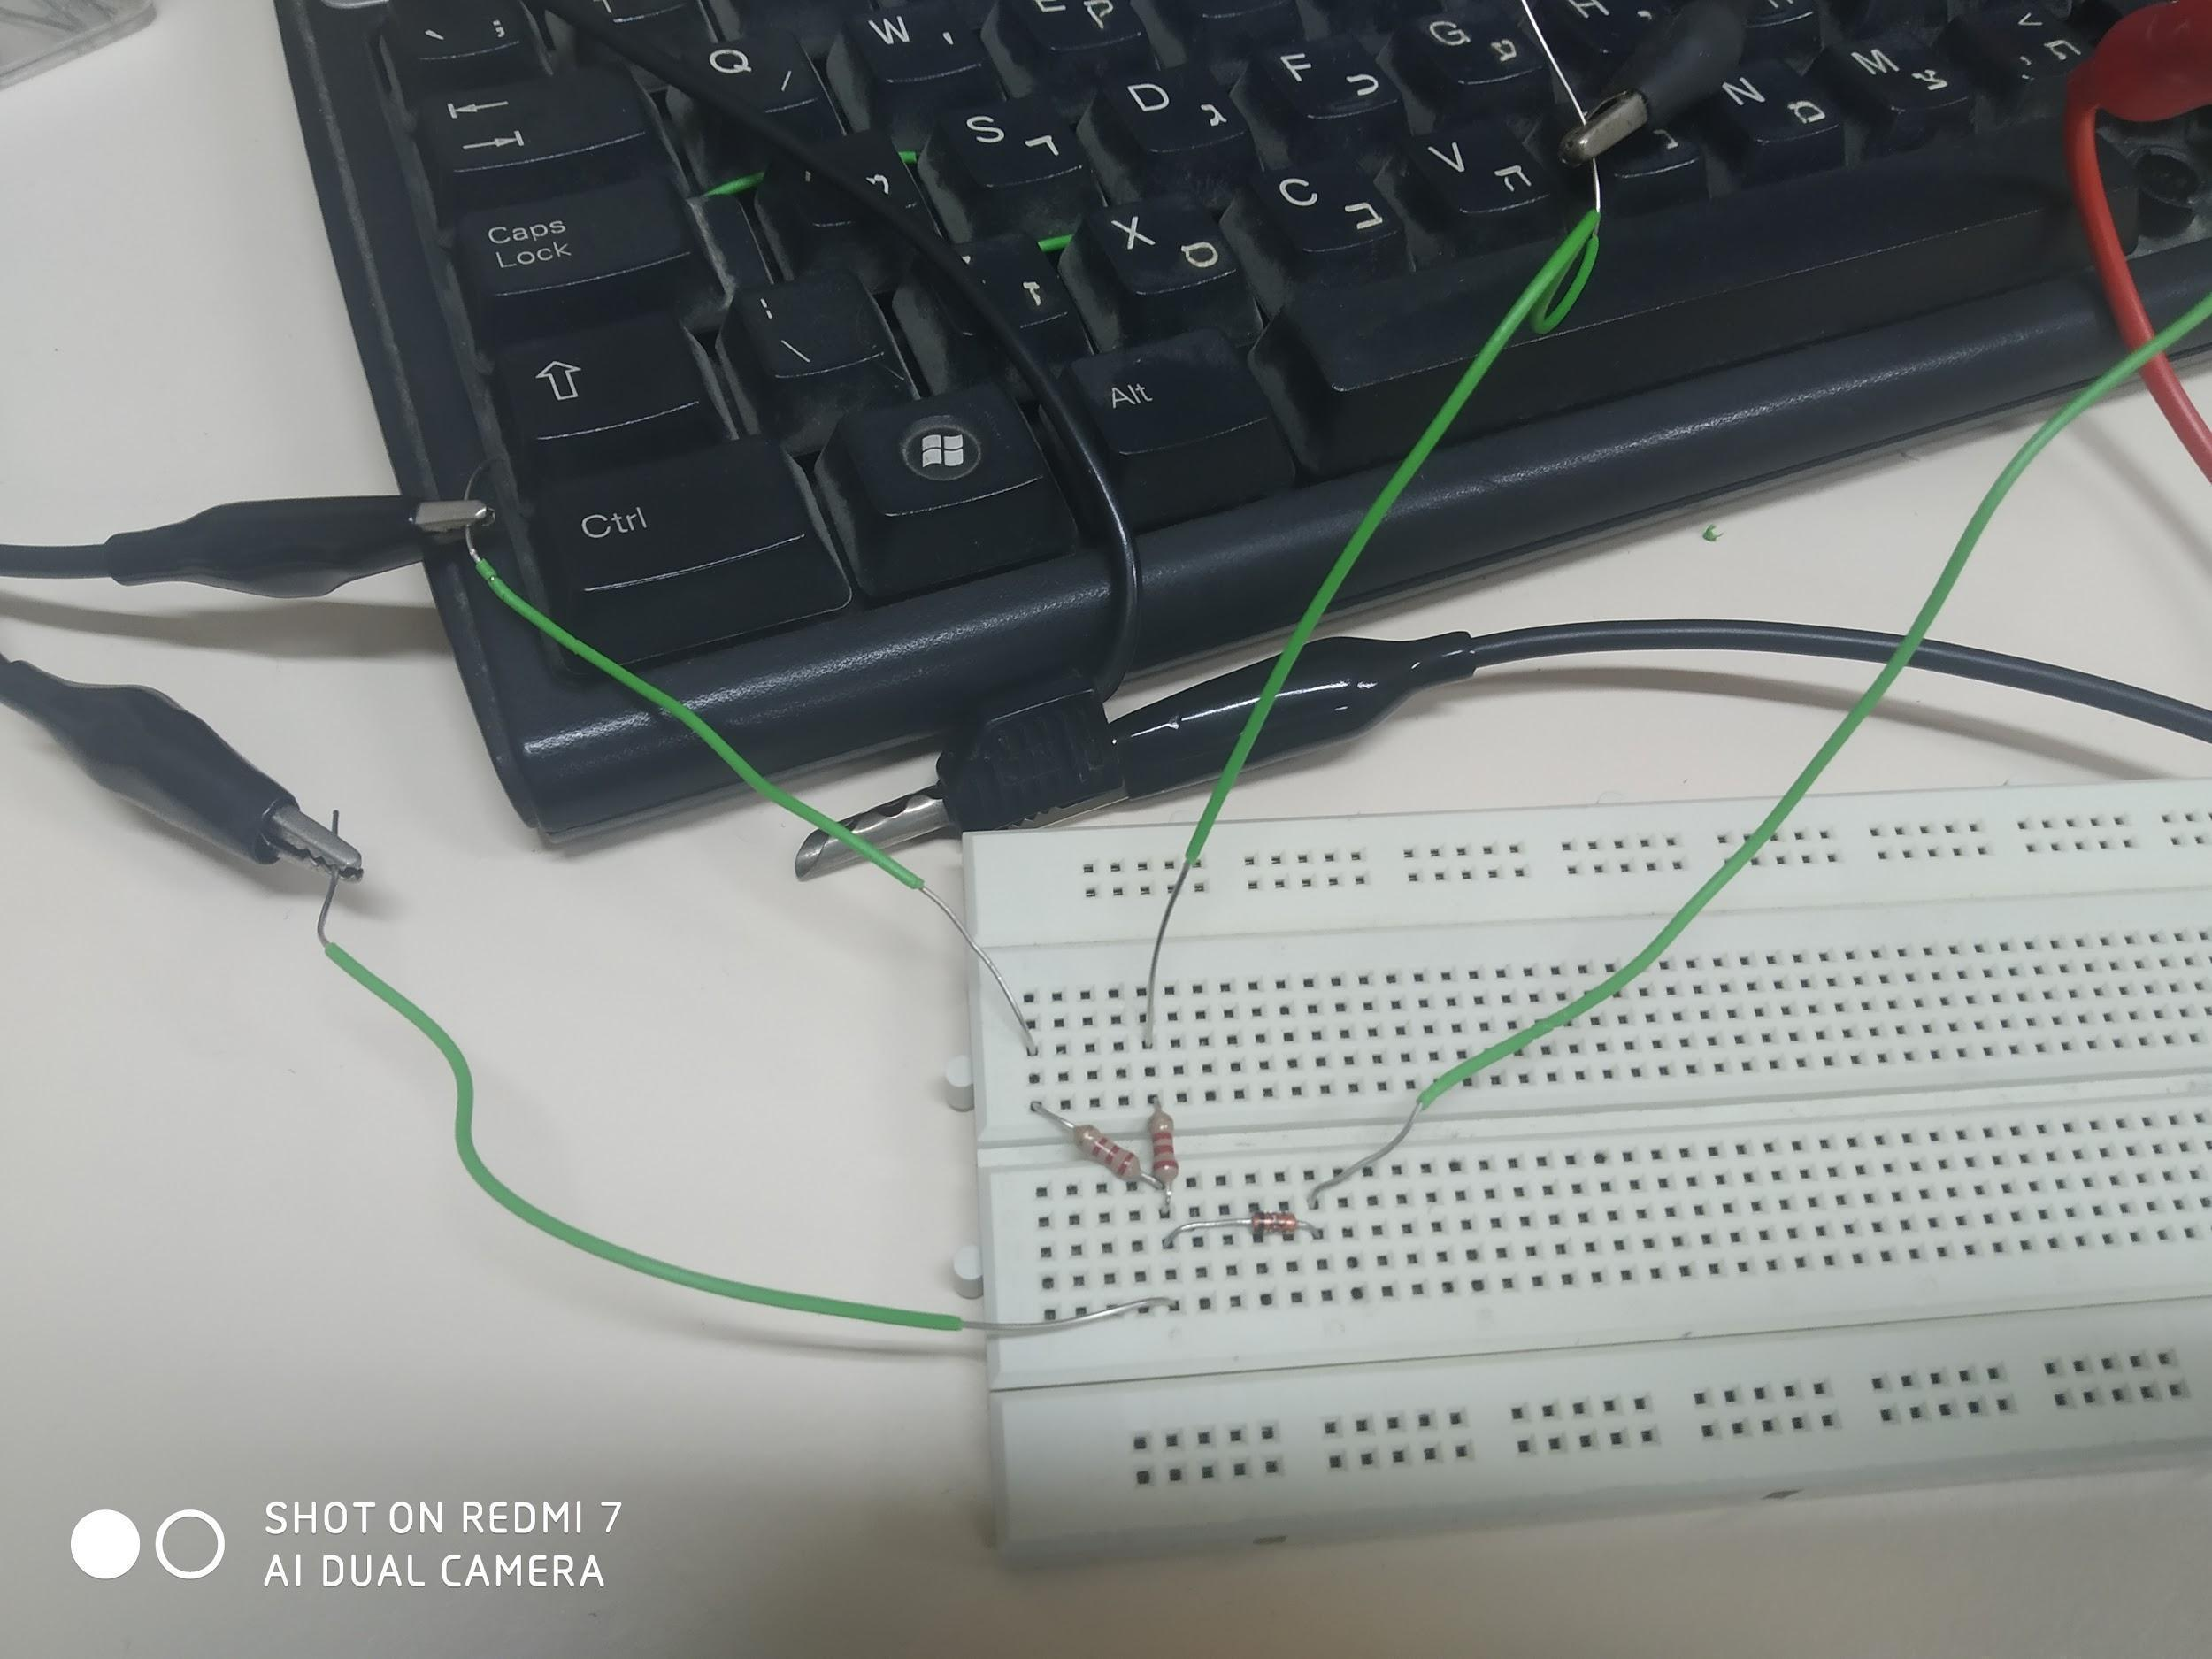 Q /
W '
E ק
S ד
D ג
F כ
G ע
V ה
C ב
X ס
N מ
M צ
ז
Caps
Lock
Alt
Ctrl
SHOT ON REDMI 7
AI DUAL CAMERA